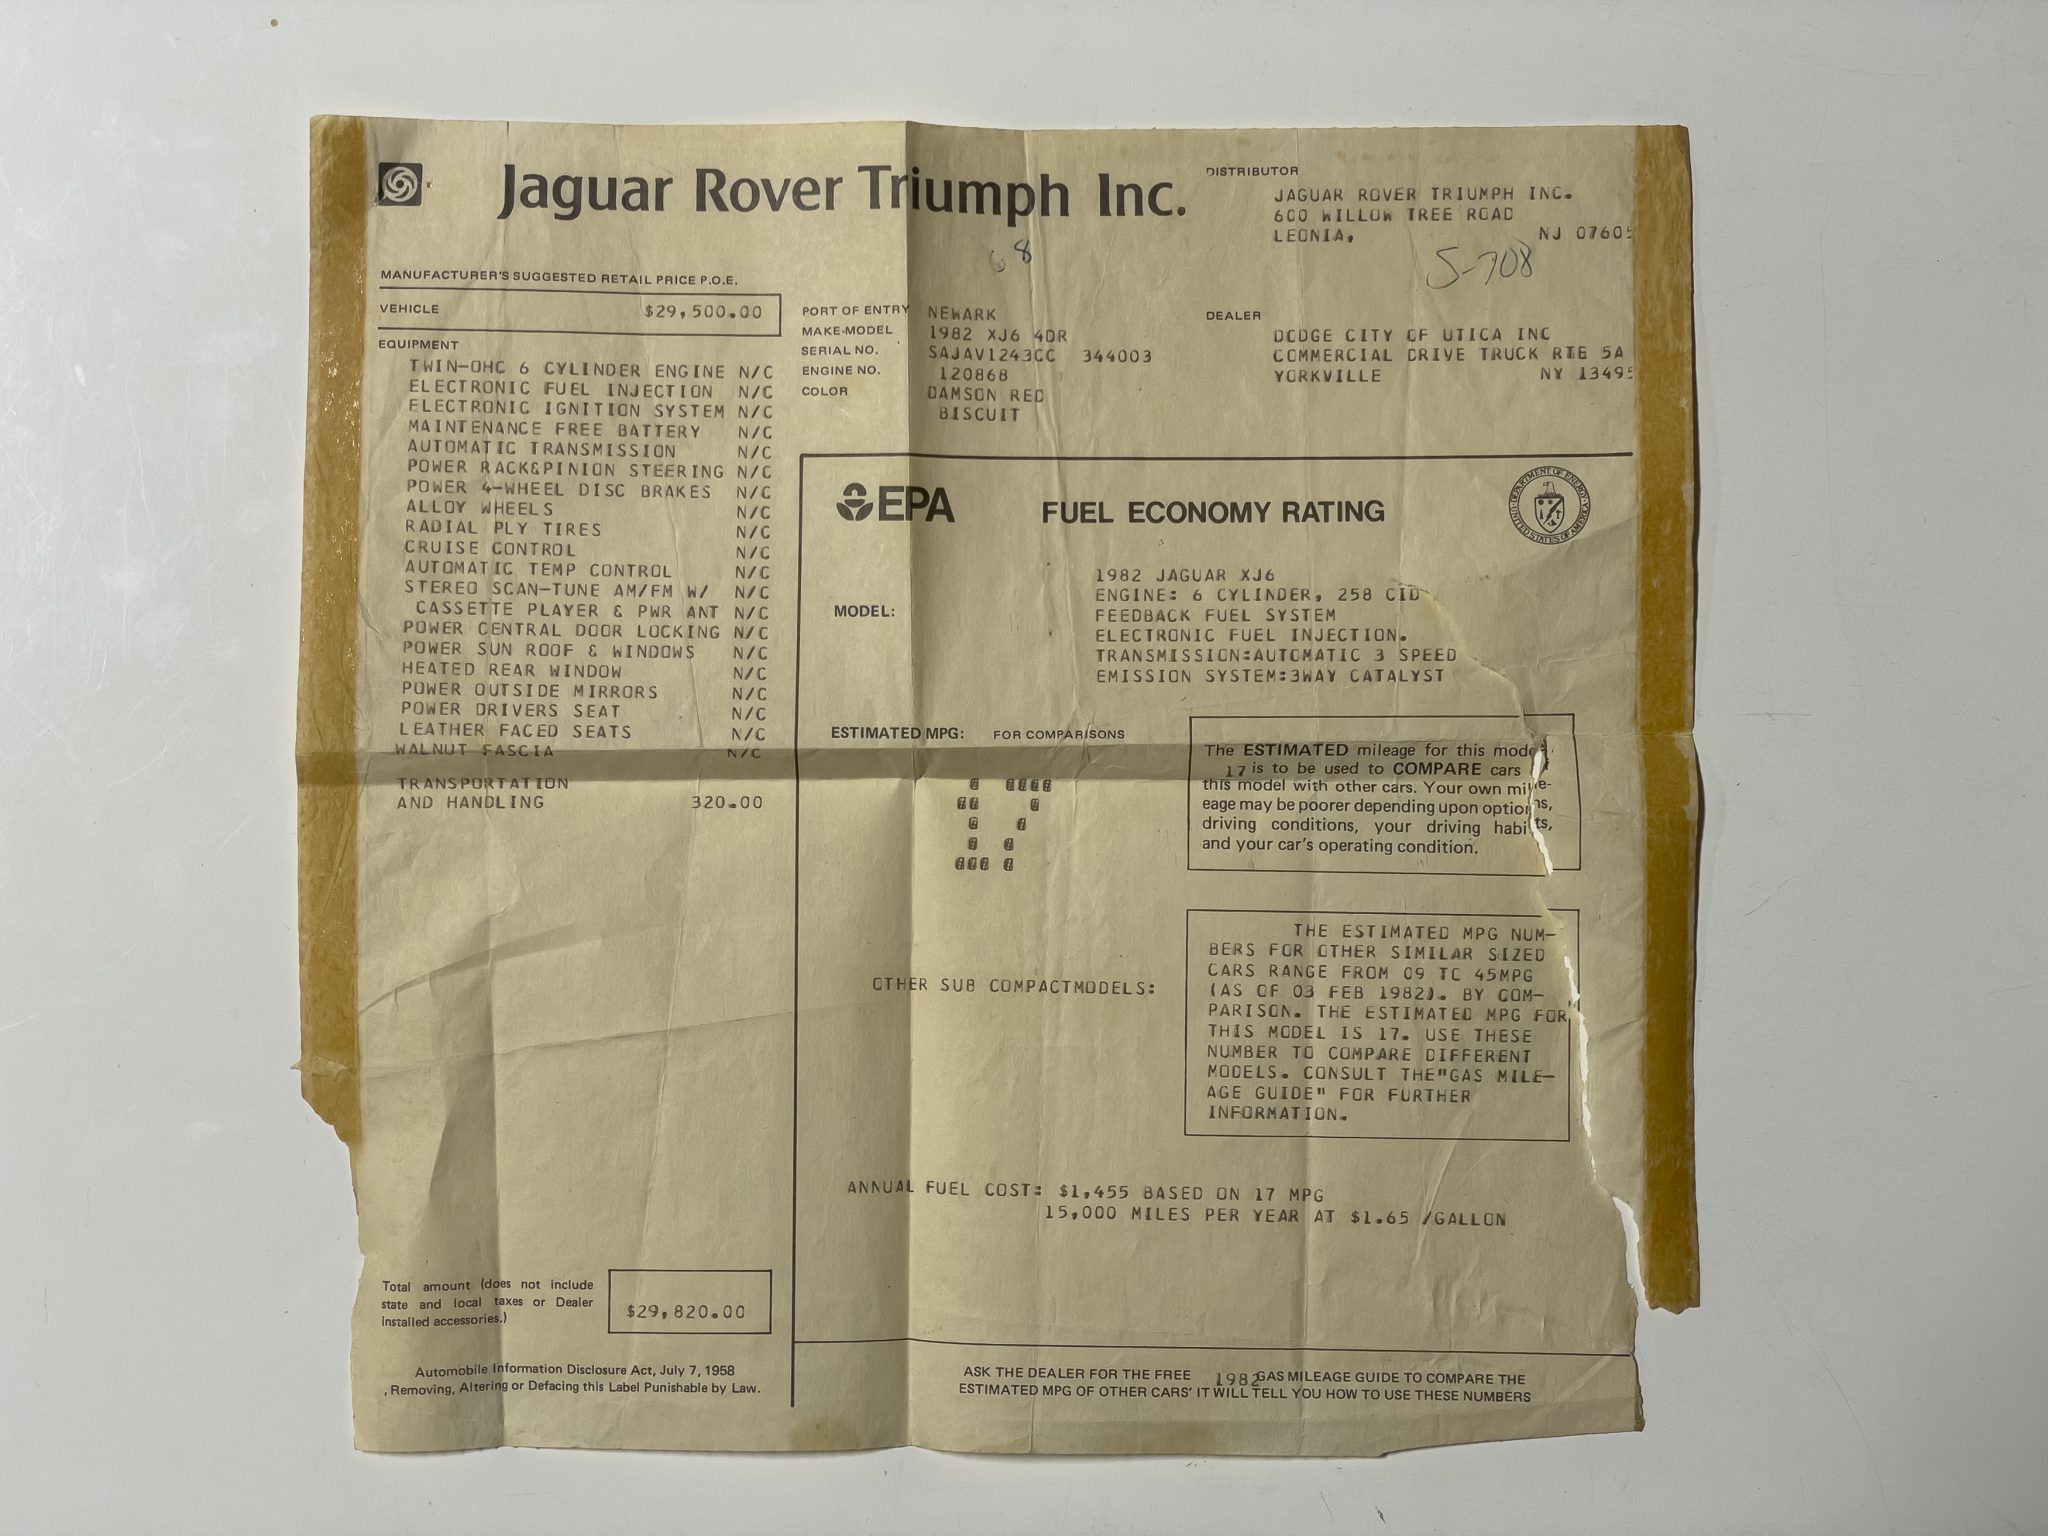 Jaguar Rover Triumph Inc.
DISTRIBUTOR
JAGUAR ROVER TRIUMPH INC.
600 WILLOW TREE ROAD
LEONIA, NJ 07605
68
S-708
MANUFACTURER'S SUGGESTED RETAIL PRICE P.O.E.
VEHICLE $29,500.00
EQUIPMENT
TWIN-OHC 6 CYLINDER ENGINE N/C
ELECTRONIC FUEL INJECTION N/C
ELECTRONIC IGNITION SYSTEM N/C
MAINTENANCE FREE BATTERY N/C
AUTOMATIC TRANSMISSION N/C
POWER RACK&PINION STEERING N/C
POWER 4-WHEEL DISC BRAKES N/C
ALLOY WHEELS N/C
RADIAL PLY TIRES N/C
CRUISE CONTROL N/C
AUTOMATIC TEMP CONTROL N/C
STEREO SCAN-TUNE AM/FM W/ N/C
CASSETTE PLAYER & PWR ANT N/C
POWER CENTRAL DOOR LOCKING N/C
POWER SUN ROOF & WINDOWS N/C
HEATED REAR WINDOW N/C
POWER OUTSIDE MIRRORS N/C
POWER DRIVERS SEAT N/C
LEATHER FACED SEATS N/C
WALNUT FASCIA N/C
TRANSPORTATION
AND HANDLING 320.00
Total amount (does not include
state and local taxes or Dealer
installed accessories.)
$29,820.00
Automobile Information Disclosure Act, July 7, 1958
Removing, Altering or Defacing this Label Punishable by Law.
PORT OF ENTRY NEWARK
MAKE-MODEL 1982 XJ6 4DR
SERIAL NO. SAJAV1243CC 344003
ENGINE NO. 120868
COLOR DAMSON RED
BISCUIT
DEALER
DODGE CITY OF UTICA INC
COMMERCIAL DRIVE TRUCK RTE 5A
YORKVILLE NY 13495
EPA
FUEL ECONOMY RATING
DEPARTMENT OF ENERGY
UNITED STATES OF AMERICA
MODEL:
1982 JAGUAR XJ6
ENGINE: 6 CYLINDER, 258 CID
FEEDBACK FUEL SYSTEM
ELECTRONIC FUEL INJECTION.
TRANSMISSION:AUTOMATIC 3 SPEED
EMISSION SYSTEM:3WAY CATALYST
ESTIMATED MPG: FOR COMPARISONS
17
The ESTIMATED mileage for this model,
17 is to be used to COMPARE cars of
this model with other cars. Your own mile-
eage may be poorer depending upon options,
driving conditions, your driving habits,
and your car's operating condition.
OTHER SUB COMPACTMODELS:
THE ESTIMATED MPG NUM-
BERS FOR OTHER SIMILAR SIZED
CARS RANGE FROM 09 TO 45MPG
(AS OF 03 FEB 1982). BY COM-
PARISON. THE ESTIMATED MPG FOR
THIS MODEL IS 17. USE THESE
NUMBER TO COMPARE DIFFERENT
MODELS. CONSULT THE"GAS MILE-
AGE GUIDE" FOR FURTHER
INFORMATION.
ANNUAL FUEL COST: $1,455 BASED ON 17 MPG
15,000 MILES PER YEAR AT $1.65 /GALLON
ASK THE DEALER FOR THE FREE 1982 GAS MILEAGE GUIDE TO COMPARE THE
ESTIMATED MPG OF OTHER CARS' IT WILL TELL YOU HOW TO USE THESE NUMBERS